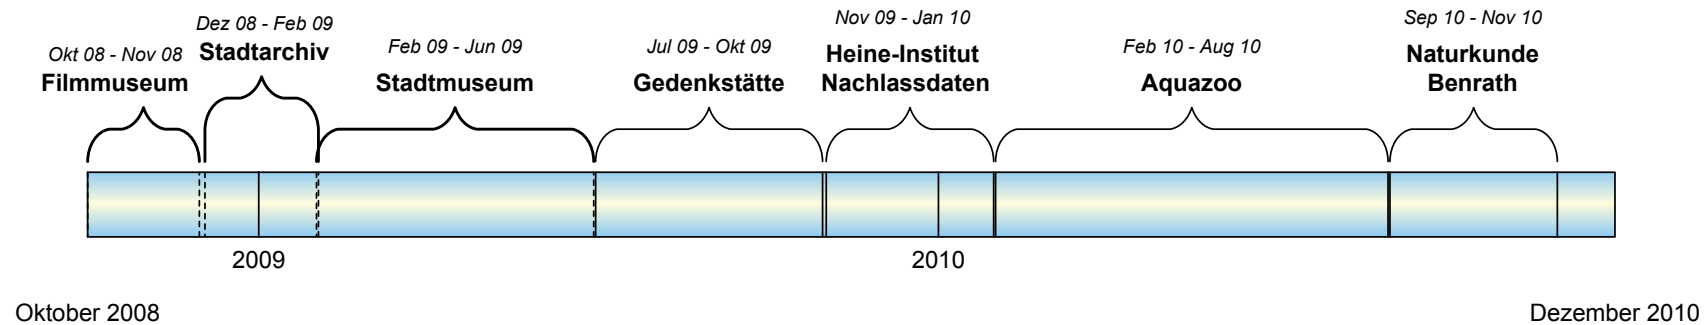 Okt 08 - Nov 08
Filmmuseum
Dez 08 - Feb 09
Stadtarchiv
Feb 09 - Jun 09
Stadtmuseum
Jul 09 - Okt 09
Gedenkstätte
Nov 09 - Jan 10
Heine-Institut
Nachlassdaten
Feb 10 - Aug 10
Aquazoo
Sep 10 - Nov 10
Naturkunde
Benrath
2009
2010
Oktober 2008
Dezember 2010